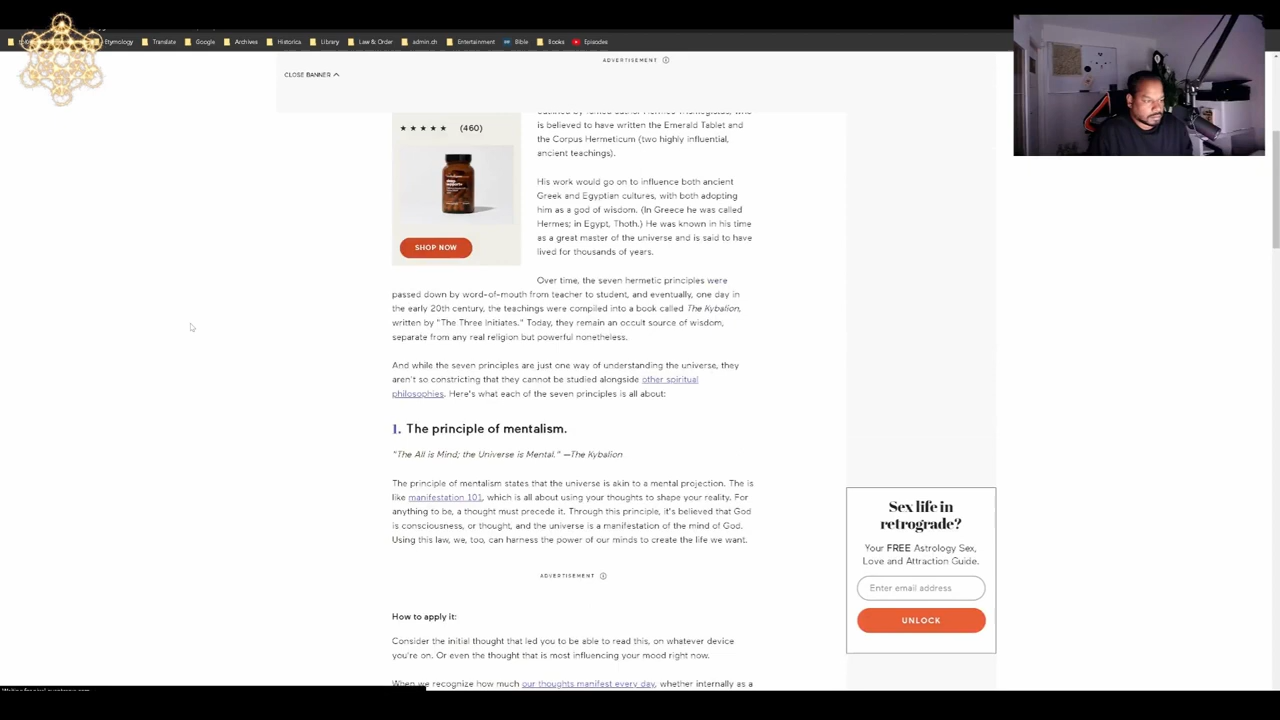 Etymology Translate Google Archives Historica Library Law & Order admin.ch Entertainment Bible Books Episodes
ADVERTISEMENT
CLOSE BANNER
★ ★ ★ ★ ★ (460)
SHOP NOW
is believed to have written the Emerald Tablet and
the Corpus Hermeticum (two highly influential,
ancient teachings).
His work would go on to influence both ancient
Greek and Egyptian cultures, with both adopting
him as a god of wisdom. (In Greece he was called
Hermes; in Egypt, Thoth.) He was known in his time
as a great master of the universe and is said to have
lived for thousands of years.
Over time, the seven hermetic principles were
passed down by word-of-mouth from teacher to student, and eventually, one day in
the early 20th century, the teachings were compiled into a book called The Kybalion,
written by "The Three Initiates." Today, they remain an occult source of wisdom,
separate from any real religion but powerful nonetheless.
And while the seven principles are just one way of understanding the universe, they
aren't so constricting that they cannot be studied alongside other spiritual
philosophies. Here's what each of the seven principles is all about:
1. The principle of mentalism.
"The All is Mind; the Universe is Mental." —The Kybalion
The principle of mentalism states that the universe is akin to a mental projection. The is
like manifestation 101, which is all about using your thoughts to shape your reality. For
anything to be, a thought must precede it. Through this principle, it's believed that God
is consciousness, or thought, and the universe is a manifestation of the mind of God.
Using this law, we, too, can harness the power of our minds to create the life we want.
ADVERTISEMENT
How to apply it:
Consider the initial thought that led you to be able to read this, on whatever device
you're on. Or even the thought that is most influencing your mood right now.
When we recognize how much our thoughts manifest every day, whether internally as a
Sex life in
retrograde?
Your FREE Astrology Sex,
Love and Attraction Guide.
Enter email address
UNLOCK